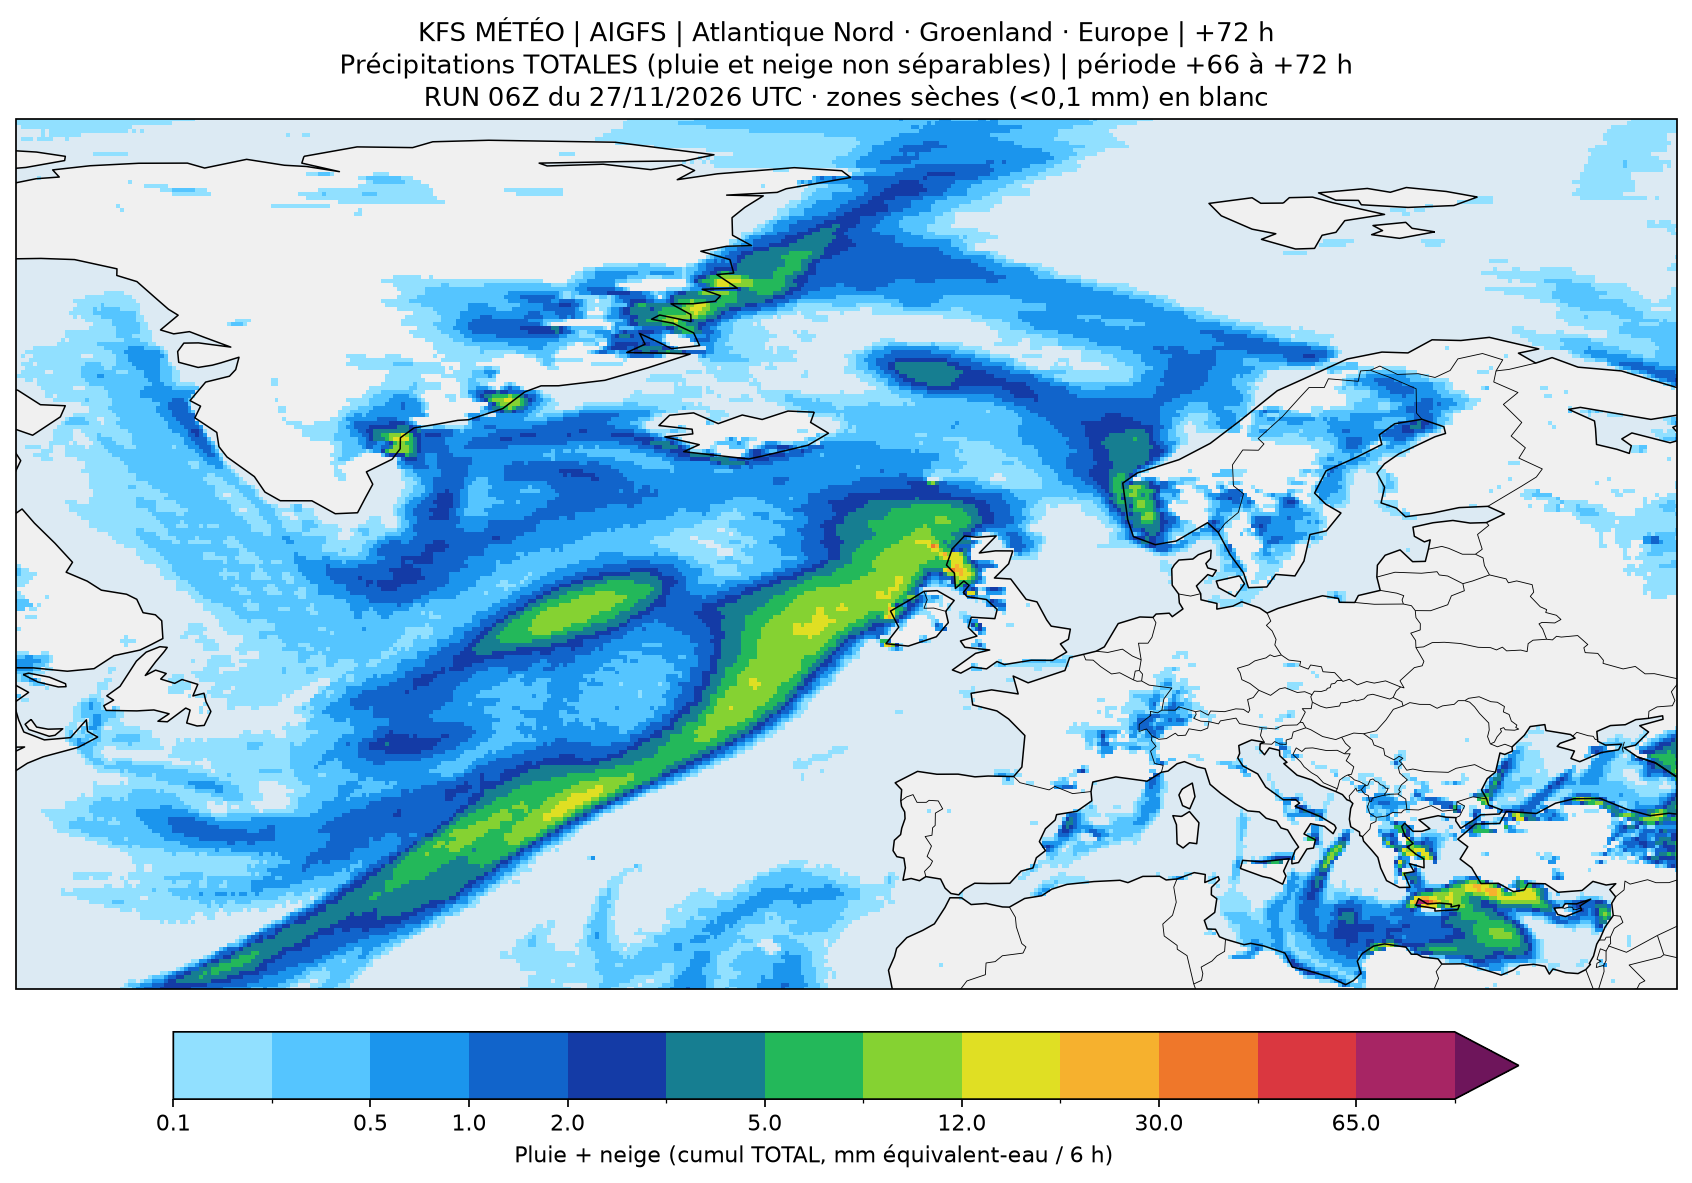 KFS MÉTÉO | AIGFS | Atlantique Nord · Groenland · Europe | +72 h
Précipitations TOTALES (pluie et neige non séparables) | période +66 à +72 h
RUN 06Z du 27/11/2026 UTC · zones sèches (<0,1 mm) en blanc
0.1 0.5 1.0 2.0 5.0 12.0 30.0 65.0
Pluie + neige (cumul TOTAL, mm équivalent-eau / 6 h)